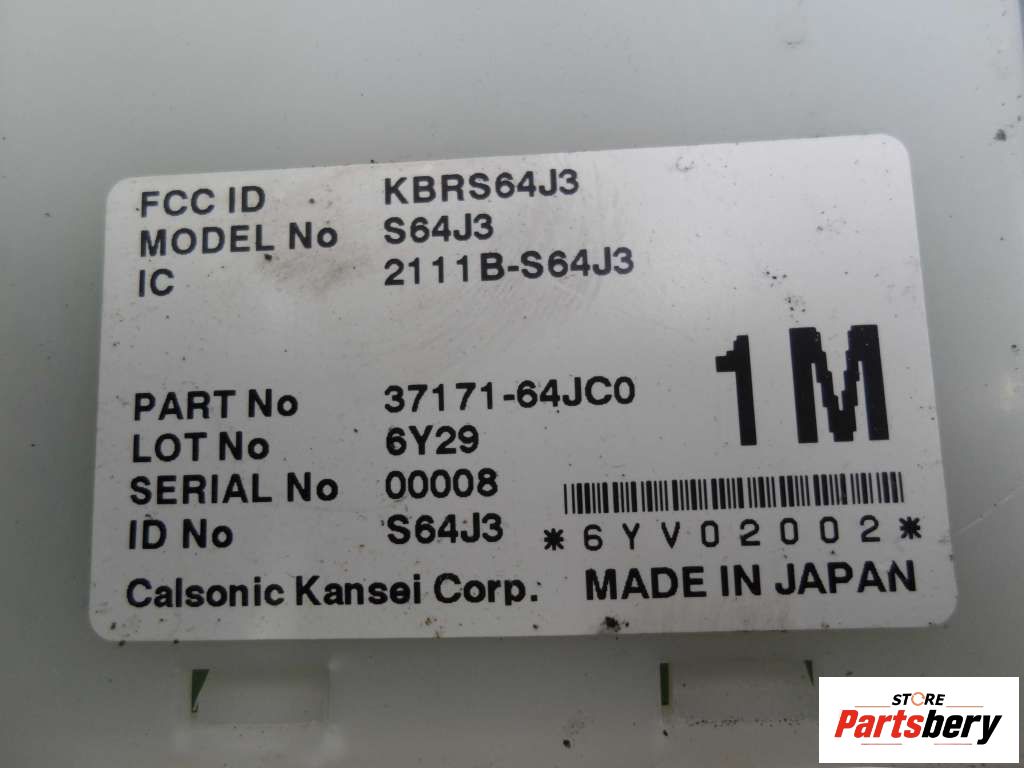 FCC ID KBRS64J3
MODEL No S64J3
IC 2111B-S64J3
1M
PART No 37171-64JC0
LOT No 6Y29
SERIAL No 00008
ID No S64J3
*6YV02002*
Calsonic Kansei Corp. MADE IN JAPAN
STORE
Partsbery